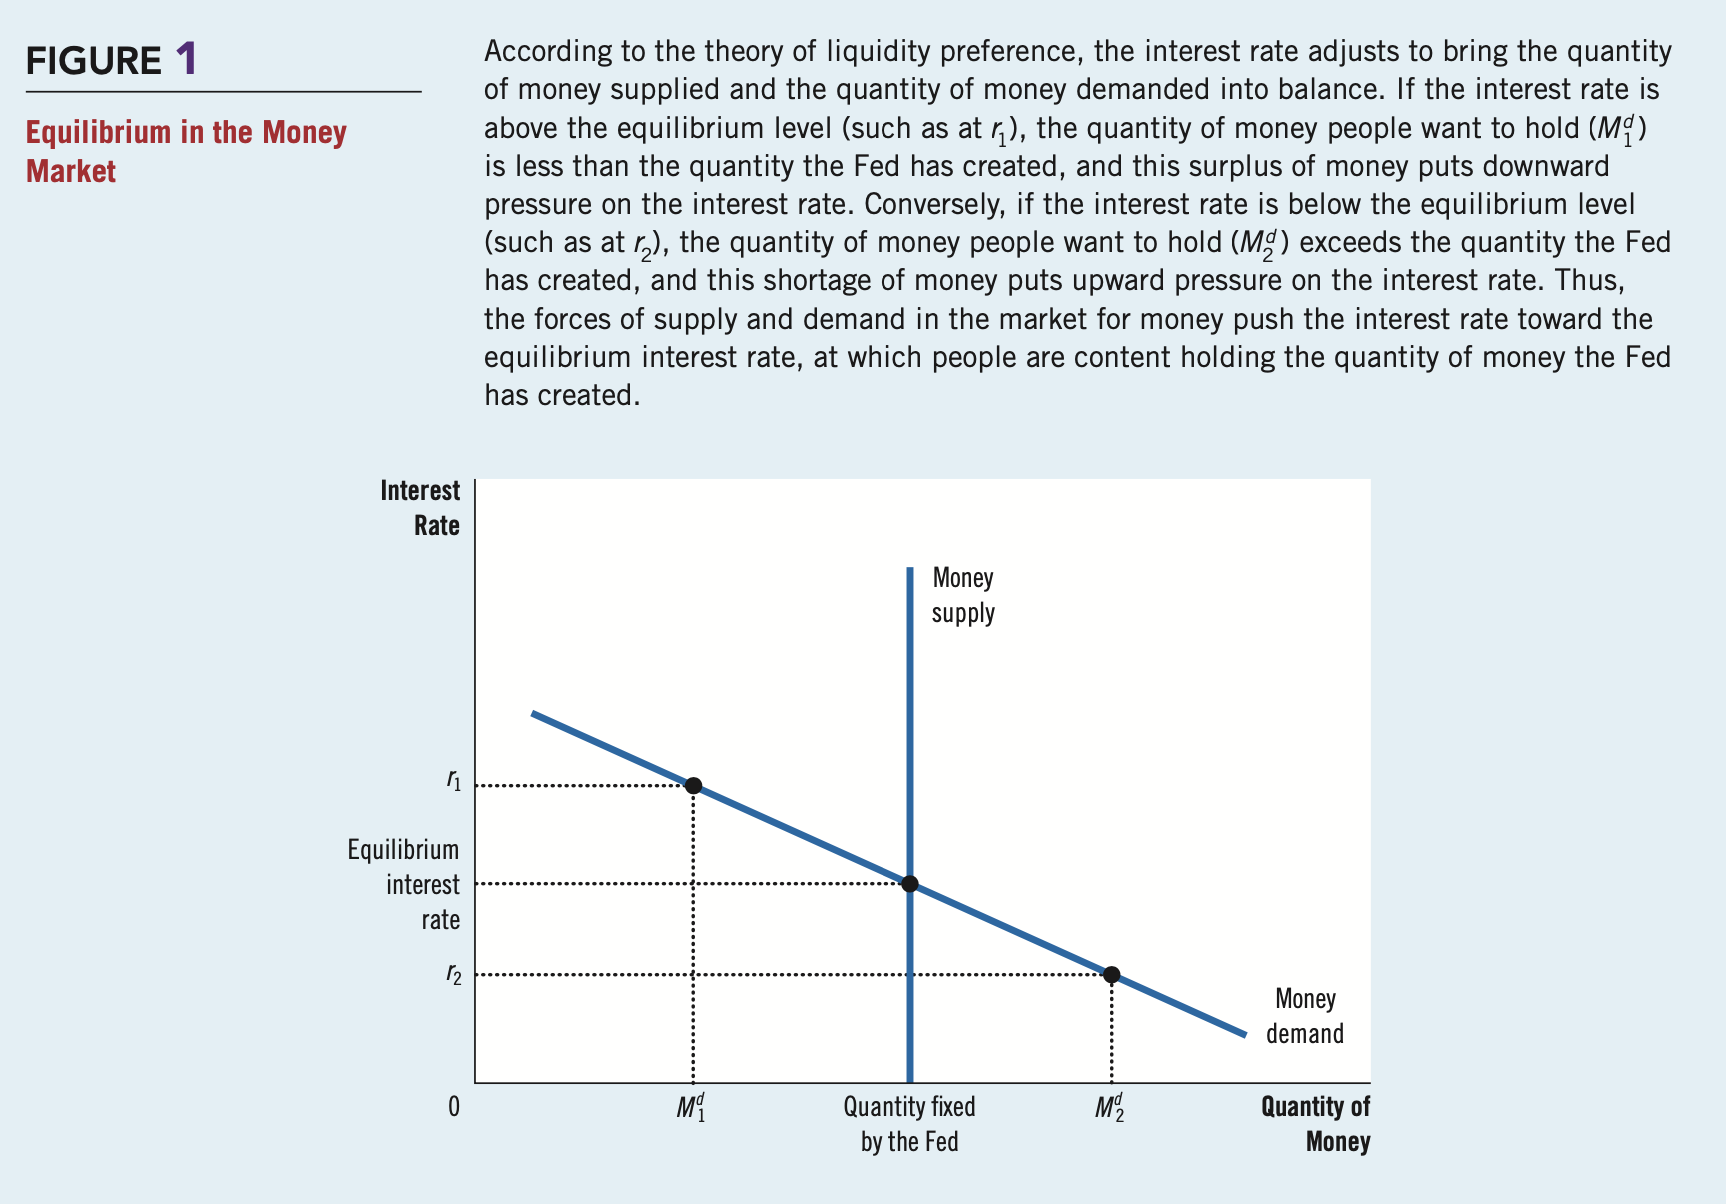 FIGURE 1
Equilibrium in the Money
Market
According to the theory of liquidity preference, the interest rate adjusts to bring the quantity
of money supplied and the quantity of money demanded into balance. If the interest rate is
above the equilibrium level (such as at r₁), the quantity of money people want to hold (M₁ᵈ)
is less than the quantity the Fed has created, and this surplus of money puts downward
pressure on the interest rate. Conversely, if the interest rate is below the equilibrium level
(such as at r₂), the quantity of money people want to hold (M₂ᵈ) exceeds the quantity the Fed
has created, and this shortage of money puts upward pressure on the interest rate. Thus,
the forces of supply and demand in the market for money push the interest rate toward the
equilibrium interest rate, at which people are content holding the quantity of money the Fed
has created.
Interest
Rate
Money
supply
r₁
Equilibrium
interest
rate
r₂
Money
demand
0
M₁ᵈ
Quantity fixed
by the Fed
M₂ᵈ
Quantity of
Money